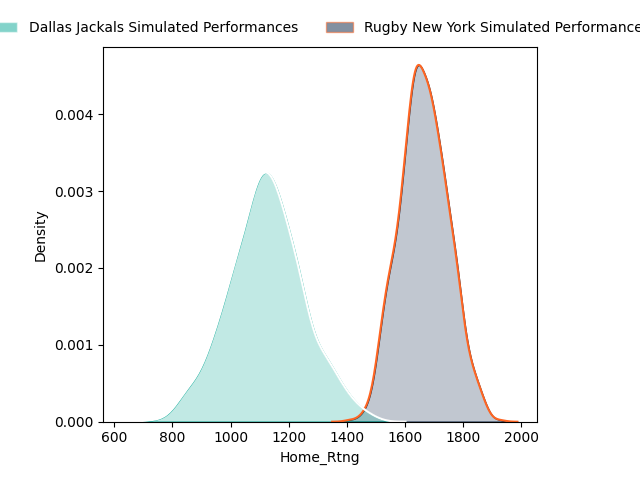 Dallas Jackals Simulated Performances Rugby New York Simulated Performance
0.004
0.003
0.002
0.001
0.000
Density
600 800 1000 1200 1400 1600 1800 2000
Home_Rtng